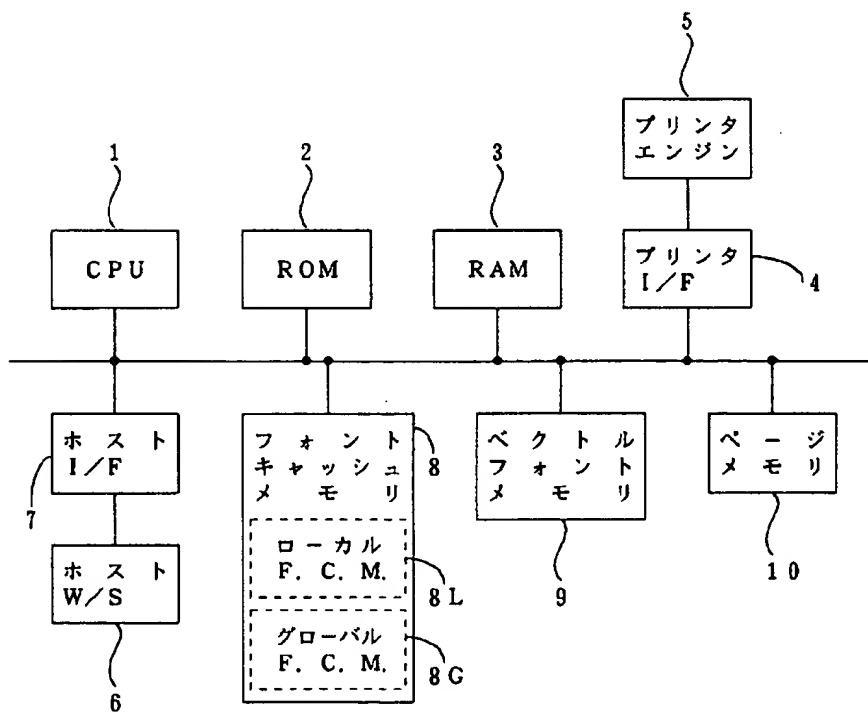 5
プリンタ
エンジン
1
2
3
CPU
ROM
RAM
プリンタ
I/F
4
ホスト
I/F
7
フォント
キャッシュ
メモリ
8
ベクトル
フォント
メモリ
9
ページ
メモリ
10
ホスト
W/S
6
ローカル
F. C. M.
8L
グローバル
F. C. M.
8G